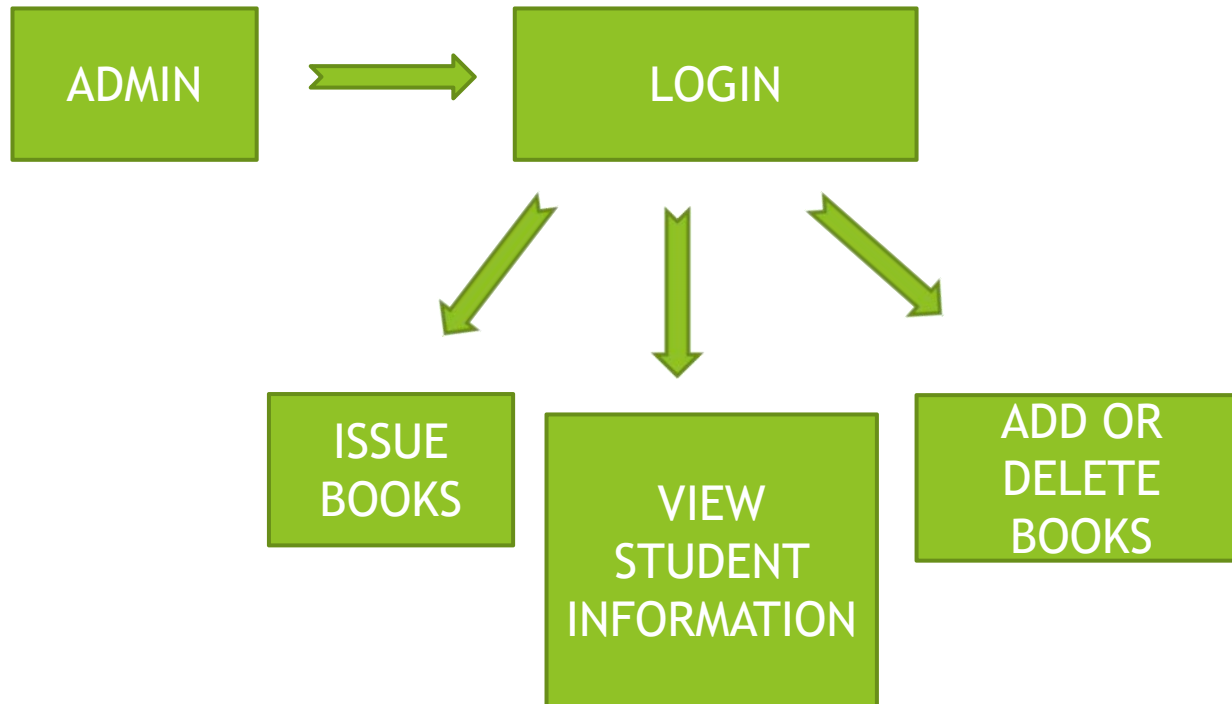 ADMIN
LOGIN
ISSUE
BOOKS
VIEW
STUDENT
INFORMATION
ADD OR
DELETE
BOOKS